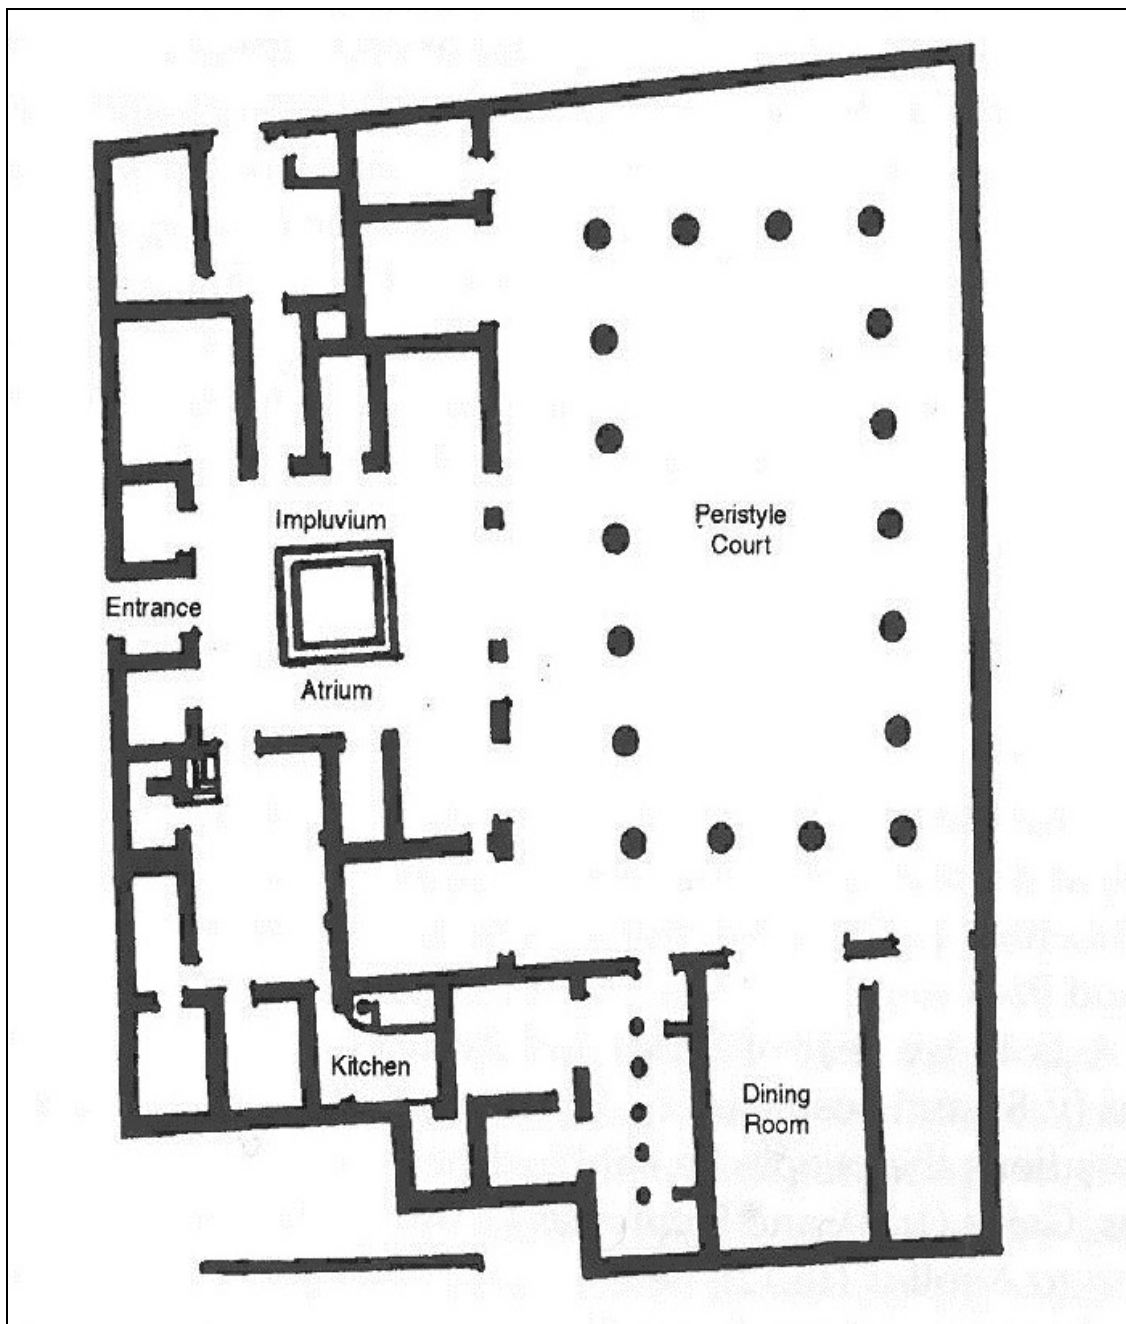 Impluvium
Peristyle
Court
Entrance
Atrium
Kitchen
Dining
Room